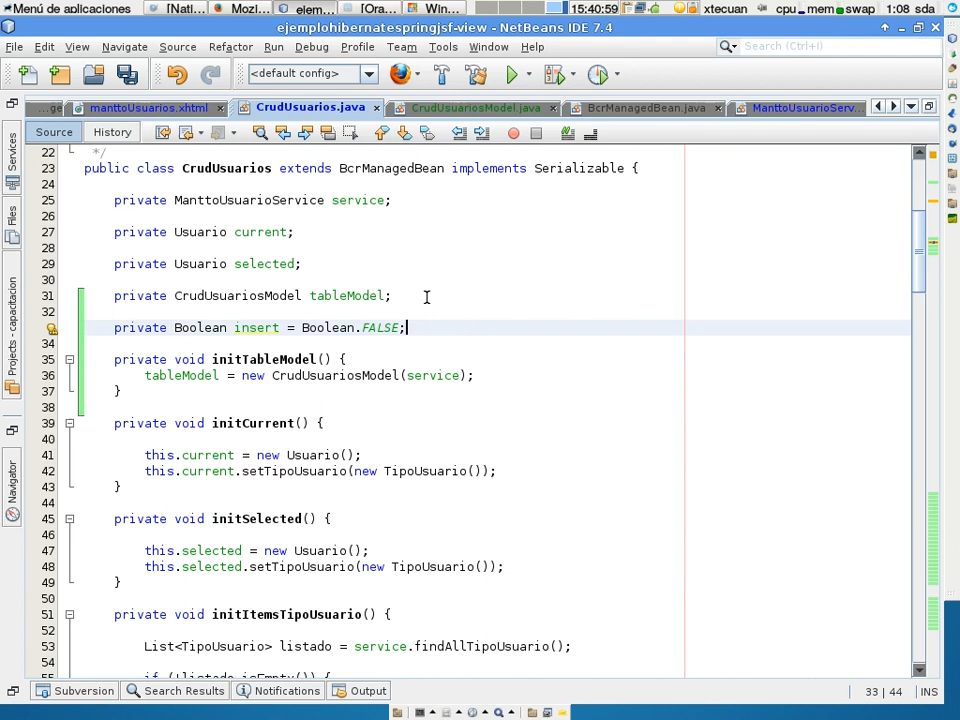 Menú de aplicaciones
[Nati...
Mozi...
ejem...
[Ora...
Win...
15:40:59
xtecuan
cpu
mem
swap
1:08 sda
ejemplohibernatespringjsf-view - NetBeans IDE 7.4
File Edit View Navigate Source Refactor Run Debug Profile Team Tools Window Help
Search (Ctrl+I)
<default config>
...ge
manttoUsuarios.xhtml
CrudUsuarios.java
CrudUsuariosModel.java
BcrManagedBean.java
ManttoUsuarioServ...
Source History
Services
Files
Projects - capacitacion
Navigator
22 */
23 public class CrudUsuarios extends BcrManagedBean implements Serializable {
24
25 private ManttoUsuarioService service;
26
27 private Usuario current;
28
29 private Usuario selected;
30
31 private CrudUsuariosModel tableModel;
32
private Boolean insert = Boolean.FALSE;
34
35 private void initTableModel() {
36 tableModel = new CrudUsuariosModel(service);
37 }
38
39 private void initCurrent() {
40
41 this.current = new Usuario();
42 this.current.setTipoUsuario(new TipoUsuario());
43 }
44
45 private void initSelected() {
46
47 this.selected = new Usuario();
48 this.selected.setTipoUsuario(new TipoUsuario());
49 }
50
51 private void initItemsTipoUsuario() {
52
53 List<TipoUsuario> listado = service.findAllTipoUsuario();
54
55 if (!listado.isEmpty()) {
Subversion
Search Results
Notifications
Output
33 | 44
INS